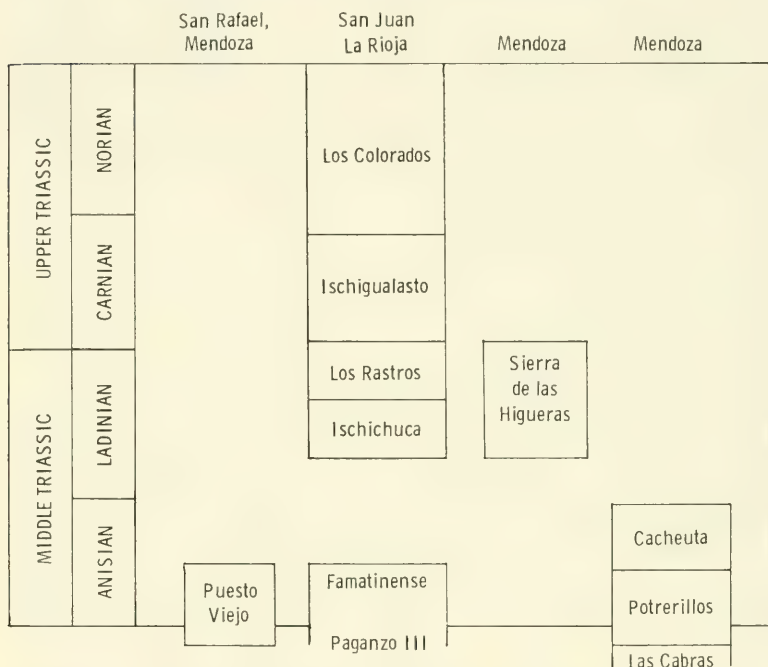 San Rafael,
Mendoza
San Juan
La Rioja
Mendoza
Mendoza
UPPER TRIASSIC
NORIAN
CARNIAN
MIDDLE TRIASSIC
LADINIAN
ANISIAN
Los Colorados
Ischigualasto
Los Rastros
Ischichuca
Sierra
de las
Higueras
Cacheuta
Puesto
Viejo
Famatinense
Paganzo III
Potrerillos
Las Cabras